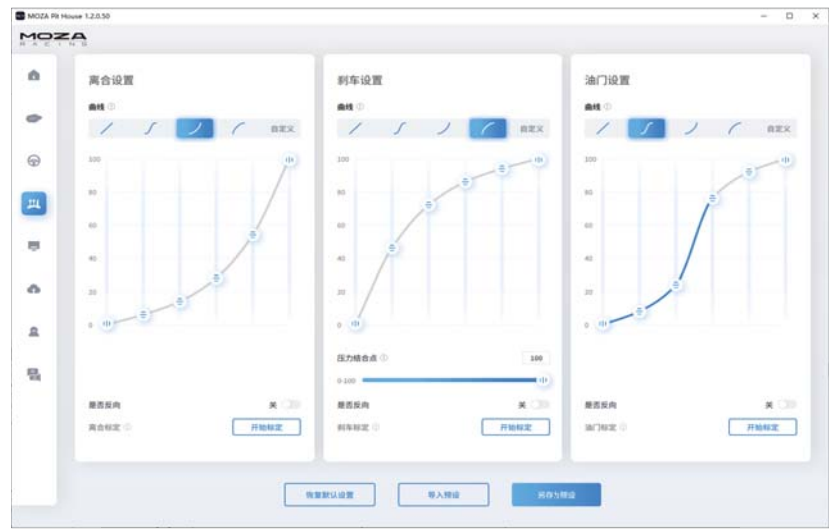 MOZA Pit House 1.2.0.50
MOZA
RACING
离合设置
曲线
自定义
100
80
60
40
20
0
是否反向
关
离合标定
开始标定
刹车设置
曲线
自定义
100
80
60
40
20
0
压力结合点
100
0-100
是否反向
关
刹车标定
开始标定
油门设置
曲线
自定义
100
80
60
40
20
0
是否反向
关
油门标定
开始标定
恢复默认设置
导入预设
另存为预设